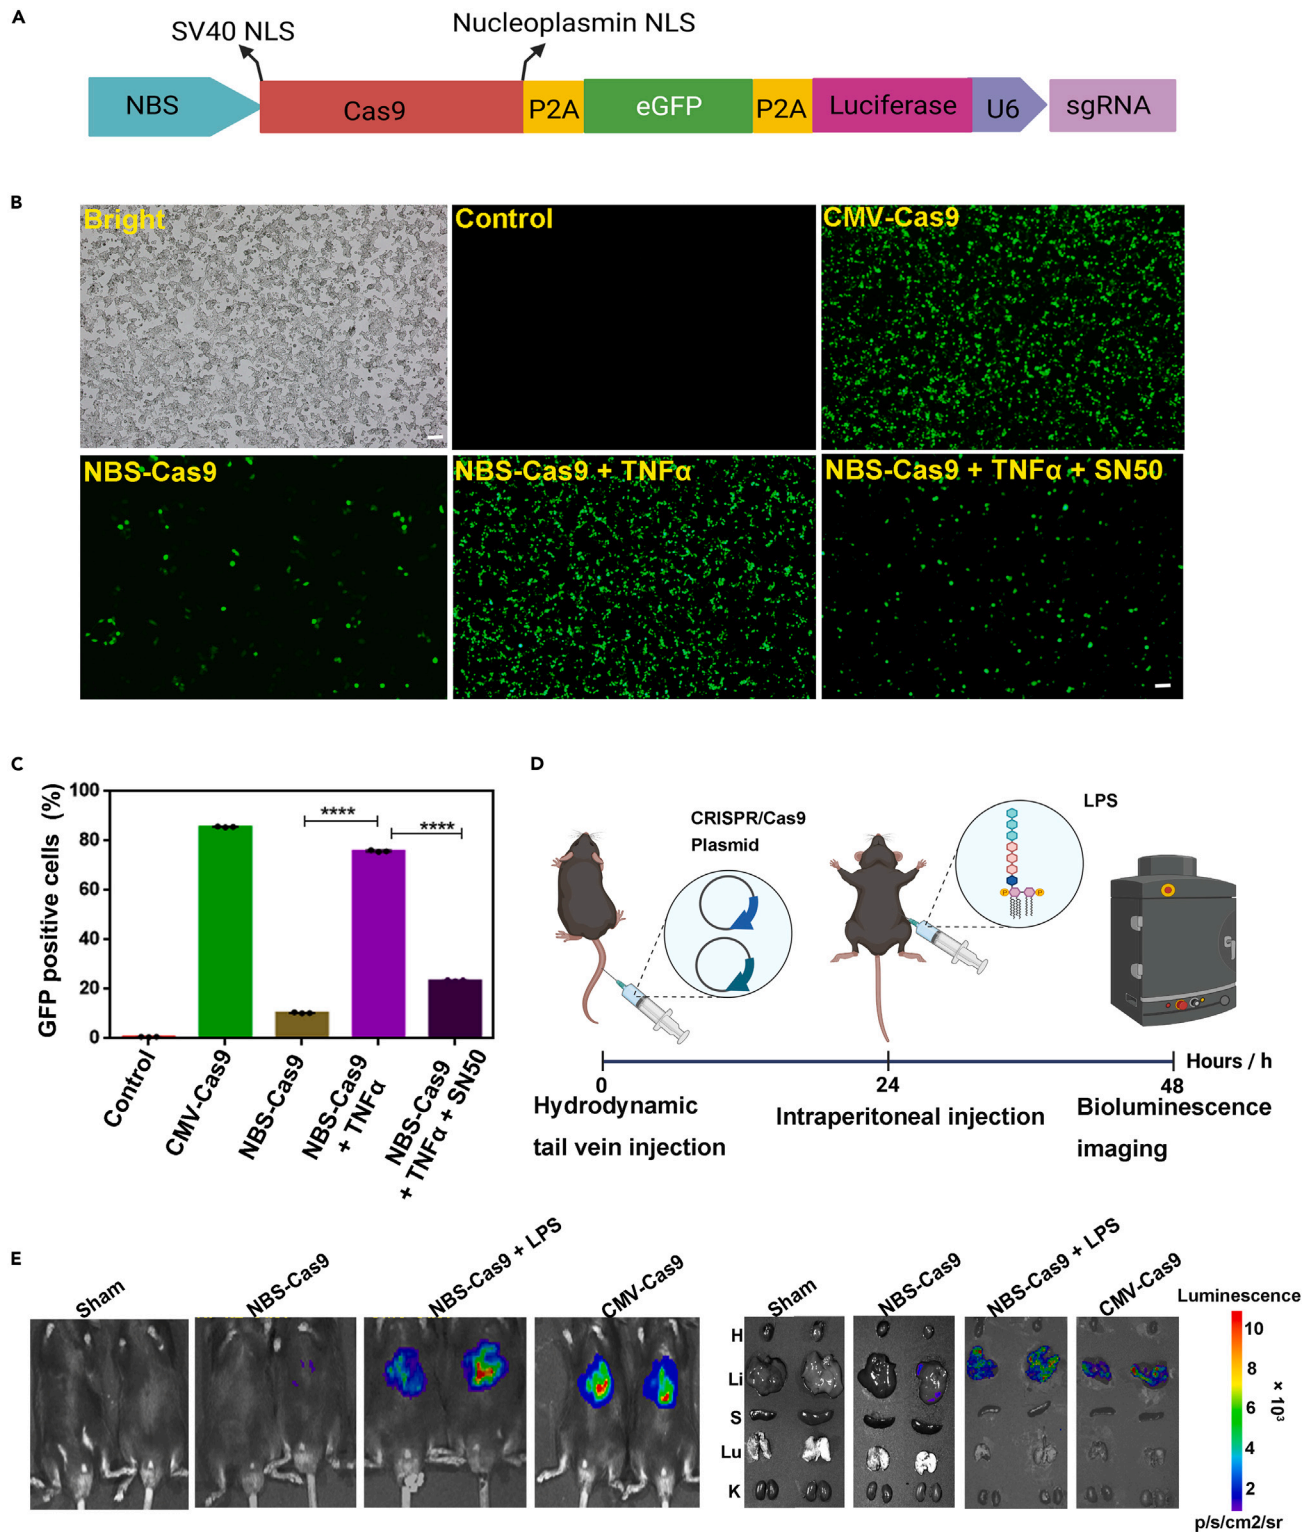 A
SV40 NLS
Nucleoplasmin NLS
NBS
Cas9
P2A
eGFP
P2A
Luciferase
U6
sgRNA
B
Bright
Control
CMV-Cas9
NBS-Cas9
NBS-Cas9 + TNFα
NBS-Cas9 + TNFα + SN50
C
GFP positive cells (%)
100
80
60
40
20
0
****
****
Control
CMV-Cas9
NBS-Cas9
NBS-Cas9
+ TNFα
NBS-Cas9
+ TNFα + SN50
D
CRISPR/Cas9
Plasmid
LPS
P
P
Hours / h
0
24
48
Hydrodynamic
tail vein injection
Intraperitoneal injection
Bioluminescence
imaging
E
Sham
NBS-Cas9
NBS-Cas9 + LPS
CMV-Cas9
Sham
NBS-Cas9
NBS-Cas9 + LPS
CMV-Cas9
H
Li
S
Lu
K
Luminescence
10
8
6
4
2
× 10³
p/s/cm2/sr